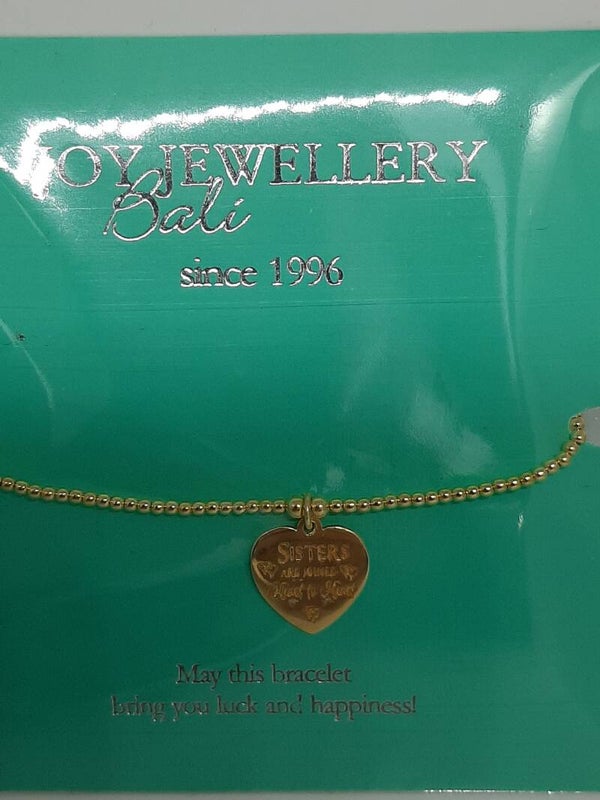 JOY JEWELLERY
Bali
since 1996
SISTERS
ARE JOINED
Heart to Heart
May this bracelet
bring you luck and happiness!